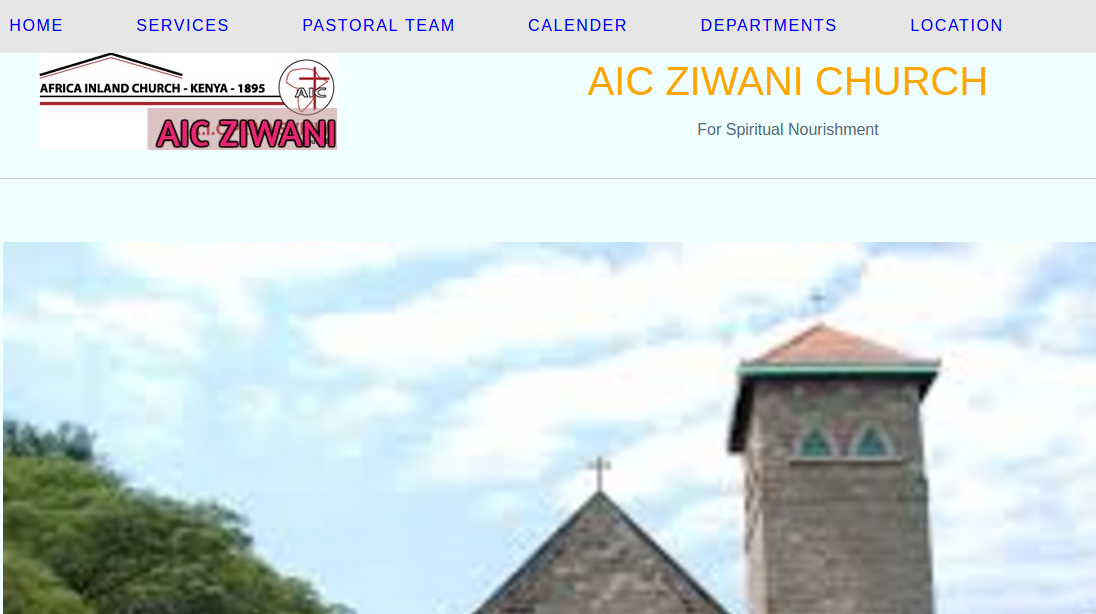 HOME SERVICES PASTORAL TEAM CALENDER DEPARTMENTS LOCATION
AFRICA INLAND CHURCH - KENYA - 1895
AIC
AIC ZIWANI
AIC ZIWANI CHURCH
For Spiritual Nourishment